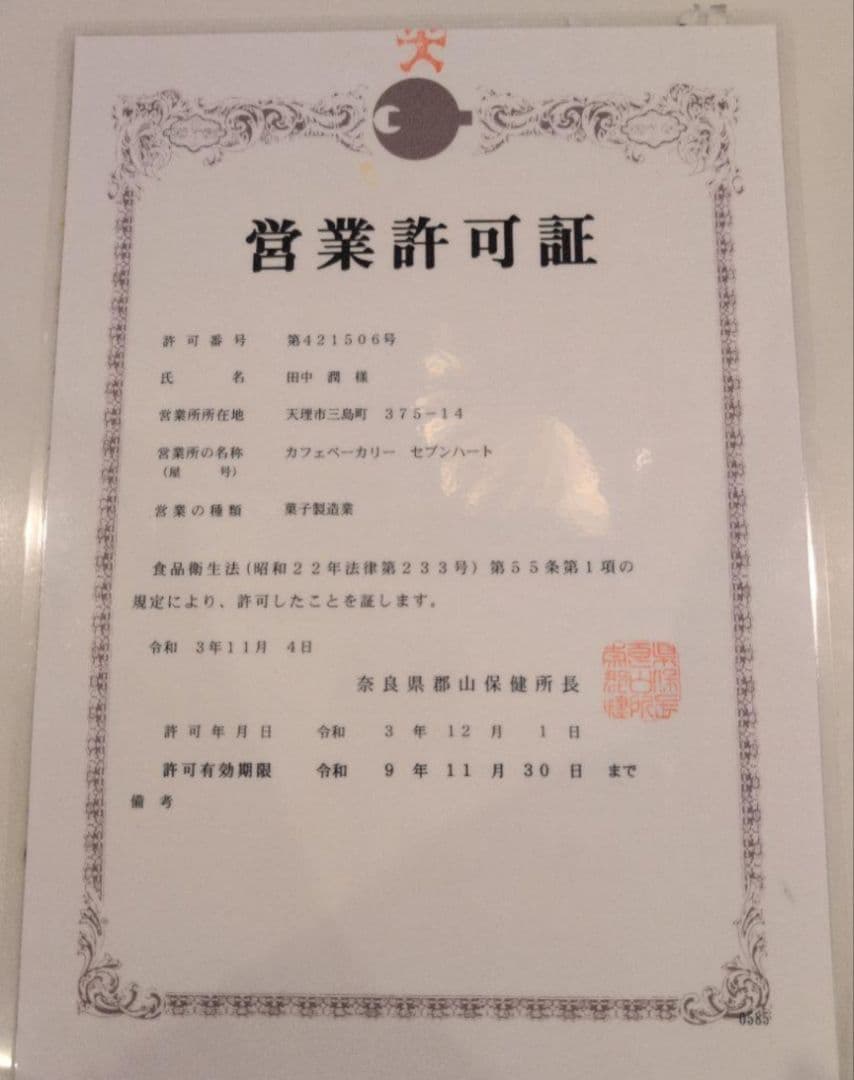 営業許可証
許可番号 第421506号
氏名 田中 潤 様
営業所所在地 天理市三島町 375-14
営業所の名称 カフェベーカリー セブンハート
(屋号)
営業の種類 菓子製造業
食品衛生法(昭和22年法律第233号)第55条第1項の
規定により、許可したことを証します。
令和 3年11月 4日
奈良県郡山保健所長
許可年月日 令和 3 年 12 月 1 日
許可有効期限 令和 9 年 11 月 30 日 まで
備考
0585